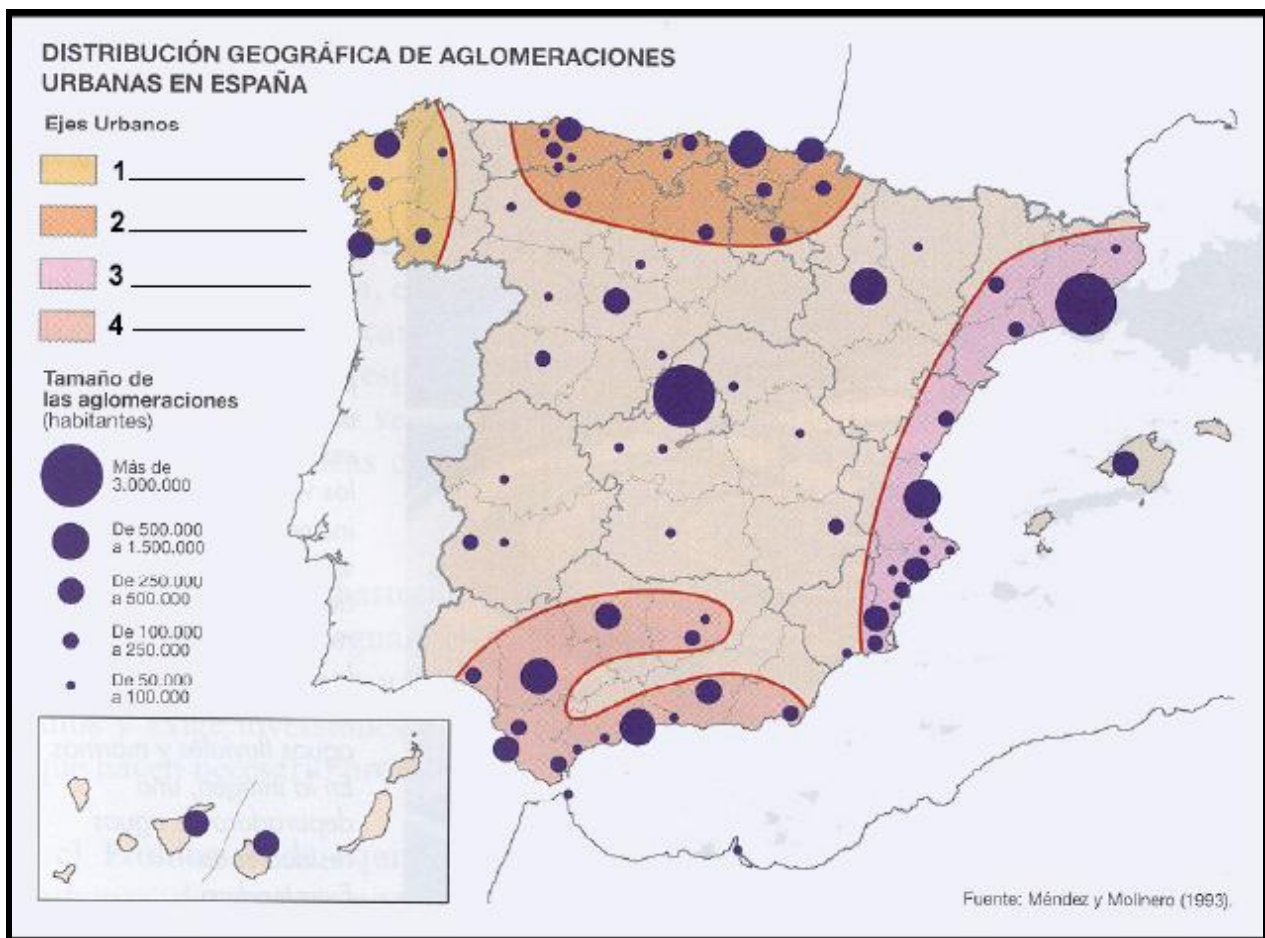 DISTRIBUCIÓN GEOGRÁFICA DE AGLOMERACIONES
URBANAS EN ESPAÑA
Ejes Urbanos
1
2
3
4
Tamaño de
las aglomeraciones
(habitantes)
Más de
3.000.000
De 500.000
a 1.500.000
De 250.000
a 500.000
De 100.000
a 250.000
De 50.000
a 100.000
Fuente: Méndez y Molinero (1993).